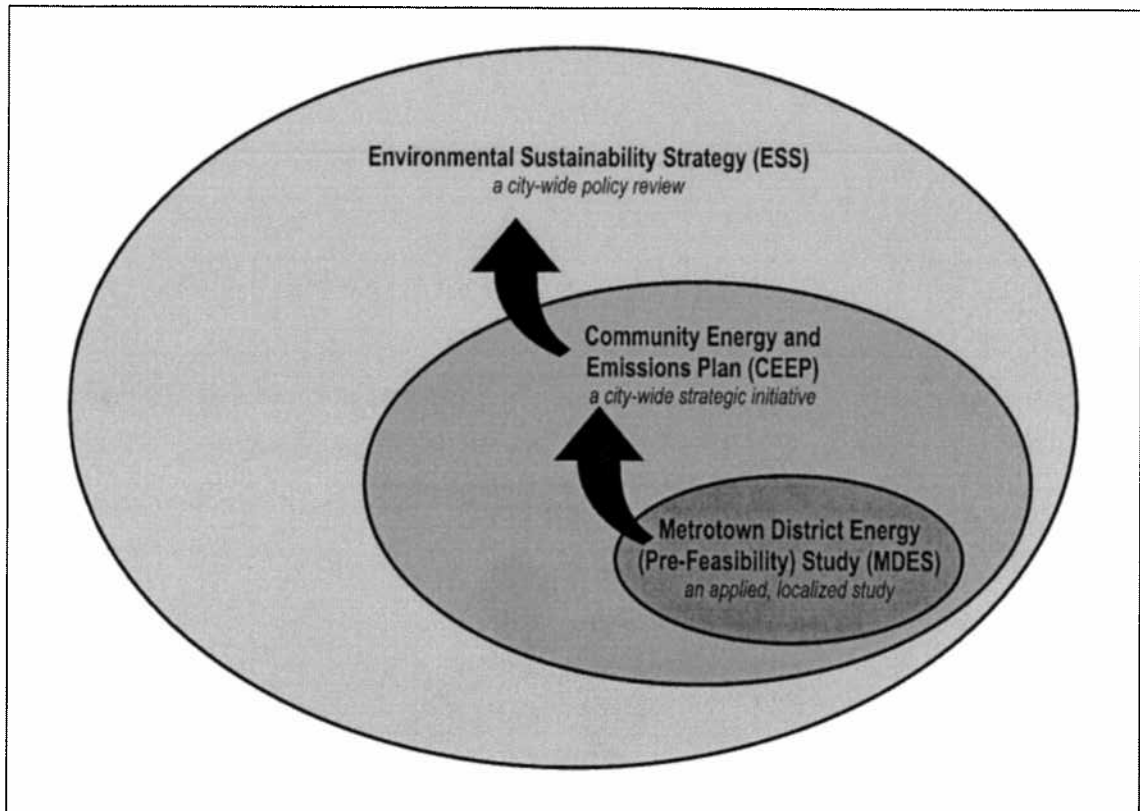 Environmental Sustainability Strategy (ESS)
a city-wide policy review
Community Energy and
Emissions Plan (CEEP)
a city-wide strategic initiative
Metrotown District Energy
(Pre-Feasibility) Study (MDES)
an applied, localized study